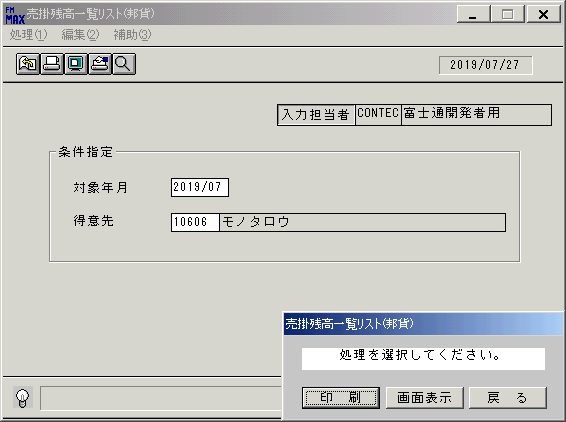 FM MAX 売掛残高一覧リスト(邦貨)
処理(1) 編集(2) 補助(3)
2019/07/27
入力担当者 CONTEC 富士通開発者用
条件指定
対象年月 2019/07
得意先 10606 モノタロウ
売掛残高一覧リスト(邦貨)
処理を選択してください。
印 刷 画面表示 戻 る